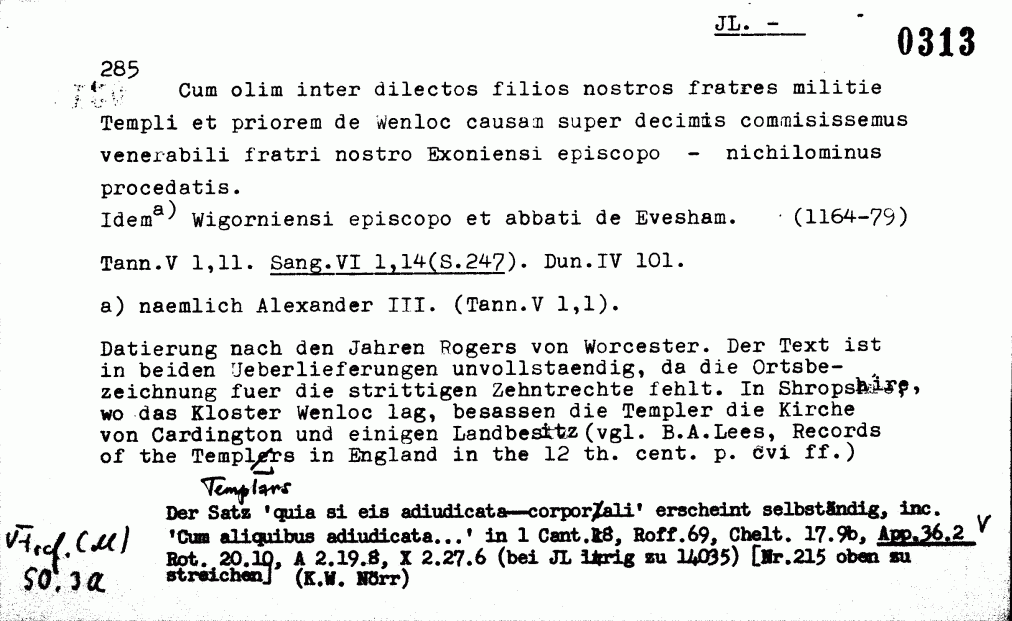 JL. -
0313
285
Cum olim inter dilectos filios nostros fratres militie
Templi et priorem de Wenloc causam super decimis commisissemus
venerabili fratri nostro Exoniensi episcopo - nichilominus
procedatis.
Idem a) Wigorniensi episcopo et abbati de Evesham. (1164-79)
Tann.V 1,11. Sang.VI 1,14(S.247). Dun.IV 101.
a) naemlich Alexander III. (Tann.V 1,1).
Datierung nach den Jahren Rogers von Worcester. Der Text ist
in beiden Ueberlieferungen unvollstaendig, da die Ortsbe-
zeichnung fuer die strittigen Zehntrechte fehlt. In Shropshire,
wo das Kloster Wenloc lag, besassen die Templer die Kirche
von Cardington und einigen Landbesitz (vgl. B.A.Lees, Records
of the Templers in England in the 12 th. cent. p. cvi ff.)
Templars
Der Satz 'quia si eis adiudicata—corporali' erscheint selbständig, inc.
'Cum aliquibus adiudicata...' in 1 Cant.18, Roff.69, Chelt. 17.9b, App.36.2 V
Rot. 20.10, A 2.19.8, X 2.27.6 (bei JL irrig zu 14035) [Nr.215 oben zu
streichen] (K.W. Nörr)
50.3a